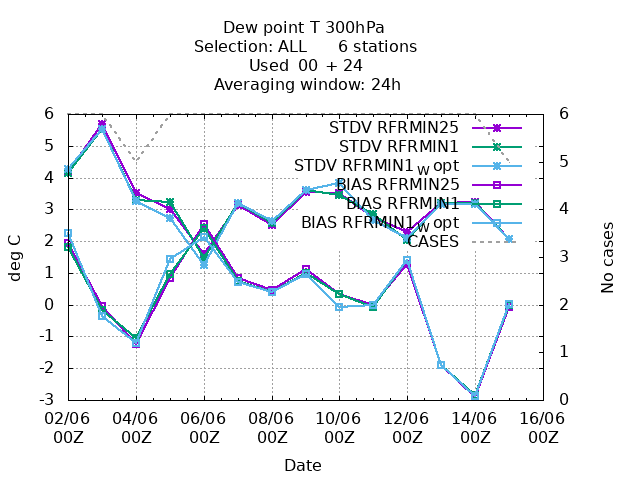 Dew point T 300hPa
Selection: ALL 6 stations
Used 00 + 24
Averaging window: 24h
STDV RFRMIN25
STDV RFRMIN1
STDV RFRMIN1_w opt
BIAS RFRMIN25
BIAS RFRMIN1
BIAS RFRMIN1_w opt
CASES
6
5
4
3
2
1
0
-1
-2
-3
deg C
6
5
4
3
2
1
0
No cases
02/06 04/06 06/06 08/06 10/06 12/06 14/06 16/06
00Z 00Z 00Z 00Z 00Z 00Z 00Z 00Z
Date